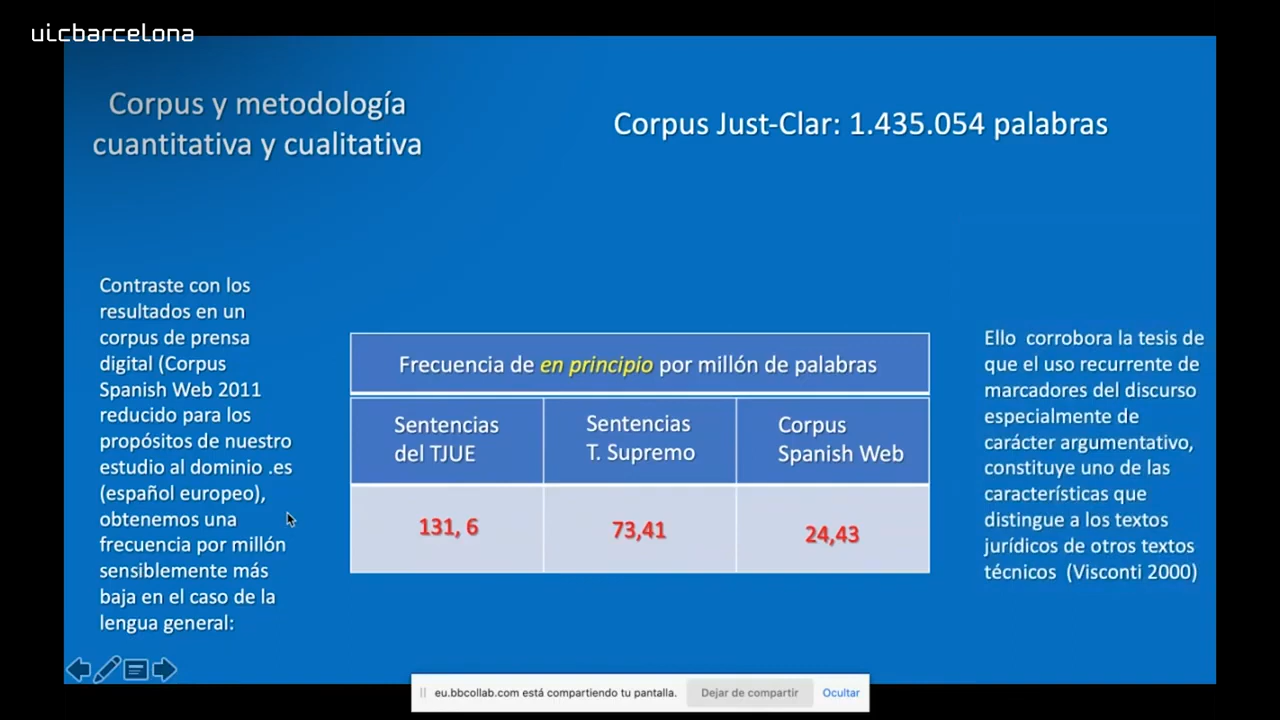 uicbarcelona
Corpus y metodología
cuantitativa y cualitativa
Corpus Just-Clar: 1.435.054 palabras
Contraste con los
resultados en un
corpus de prensa
digital (Corpus
Spanish Web 2011
reducido para los
propósitos de nuestro
estudio al dominio .es
(español europeo),
obtenemos una
frecuencia por millón
sensiblemente más
baja en el caso de la
lengua general:
Frecuencia de en principio por millón de palabras
Sentencias
del TJUE
Sentencias
T. Supremo
Corpus
Spanish Web
131, 6
73,41
24,43
Ello corrobora la tesis de
que el uso recurrente de
marcadores del discurso
especialmente de
carácter argumentativo,
constituye uno de las
características que
distingue a los textos
jurídicos de otros textos
técnicos (Visconti 2000)
eu.bbcollab.com está compartiendo tu pantalla.
Dejar de compartir
Ocultar